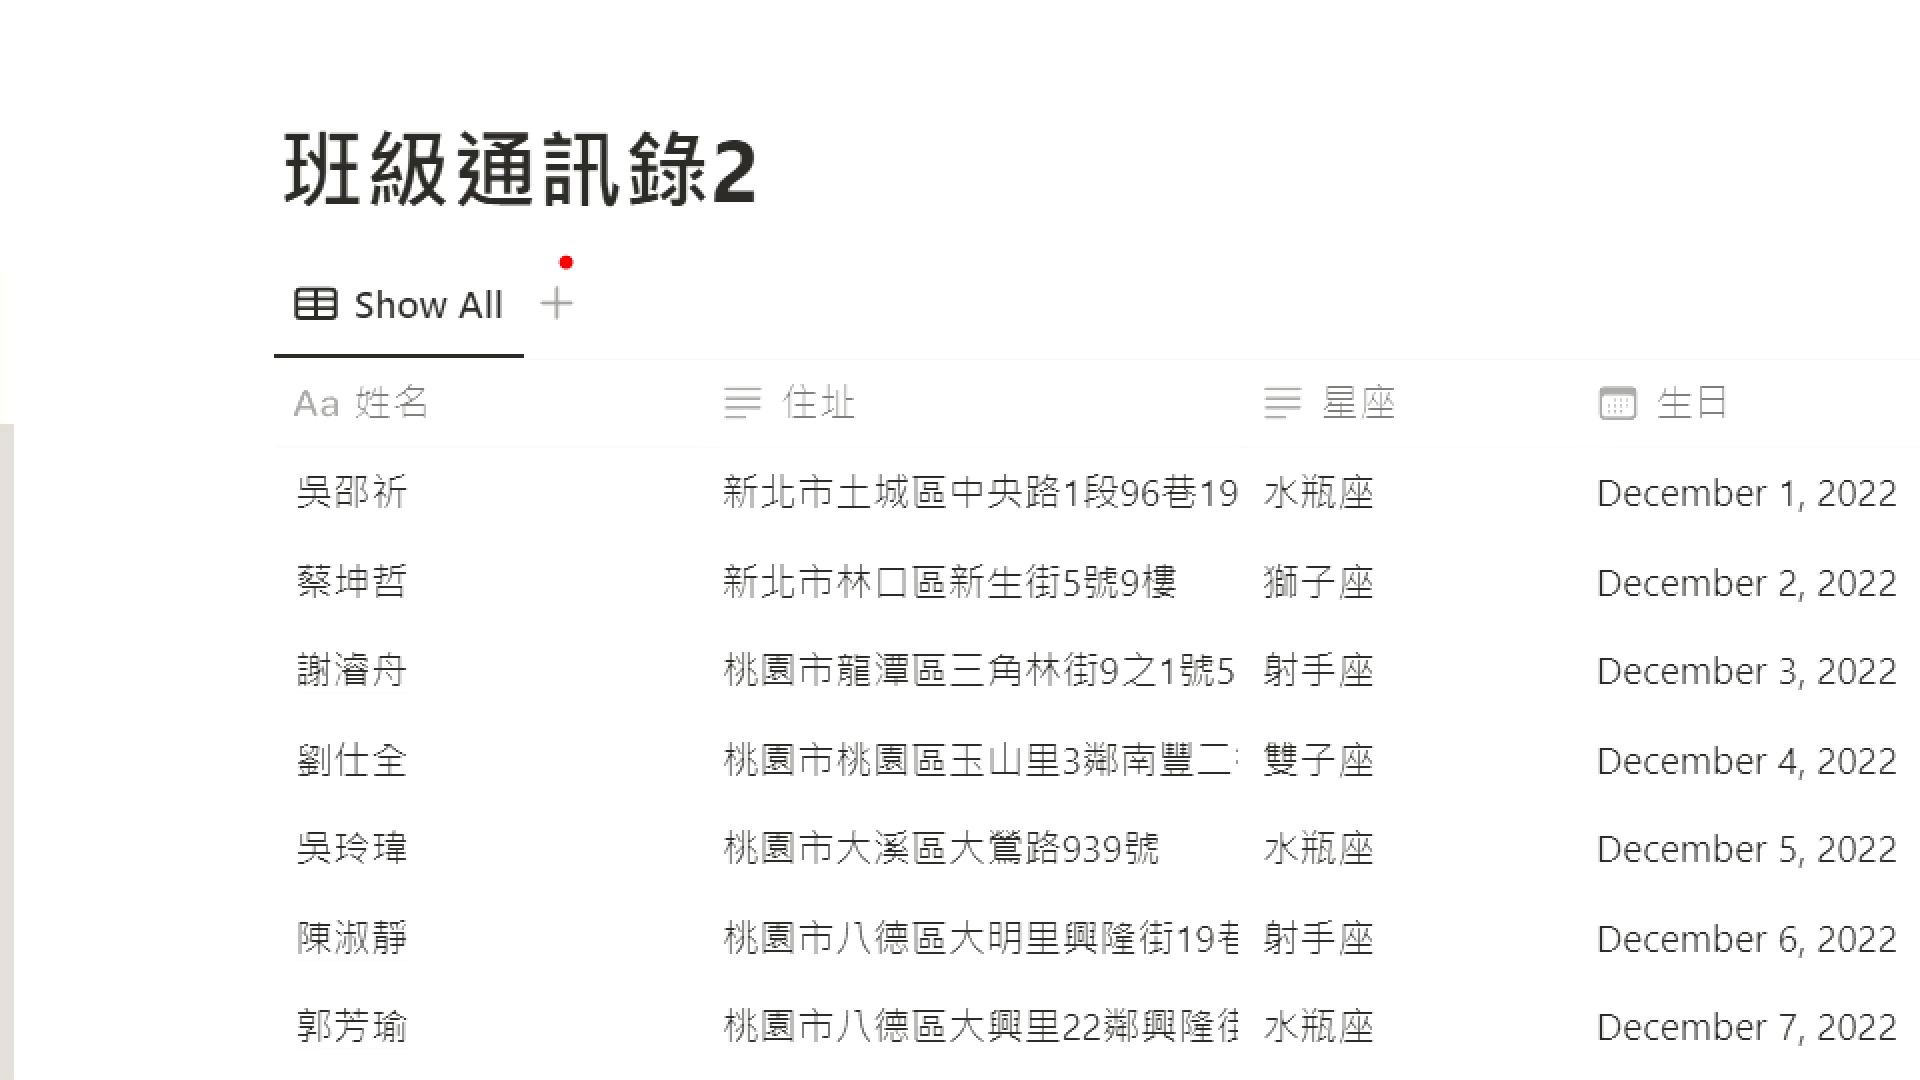 班級通訊錄2
Show All
Aa 姓名 住址 星座 生日
吳邵祈 新北市土城區中央路1段96巷19 水瓶座 December 1, 2022
蔡坤哲 新北市林口區新生街5號9樓 獅子座 December 2, 2022
謝濬舟 桃園市龍潭區三角林街9之1號5 射手座 December 3, 2022
劉仕全 桃園市桃園區玉山里3鄰南豐二 雙子座 December 4, 2022
吳玲瑋 桃園市大溪區大鶯路939號 水瓶座 December 5, 2022
陳淑靜 桃園市八德區大明里興隆街19巷 射手座 December 6, 2022
郭芳瑜 桃園市八德區大興里22鄰興隆街 水瓶座 December 7, 2022